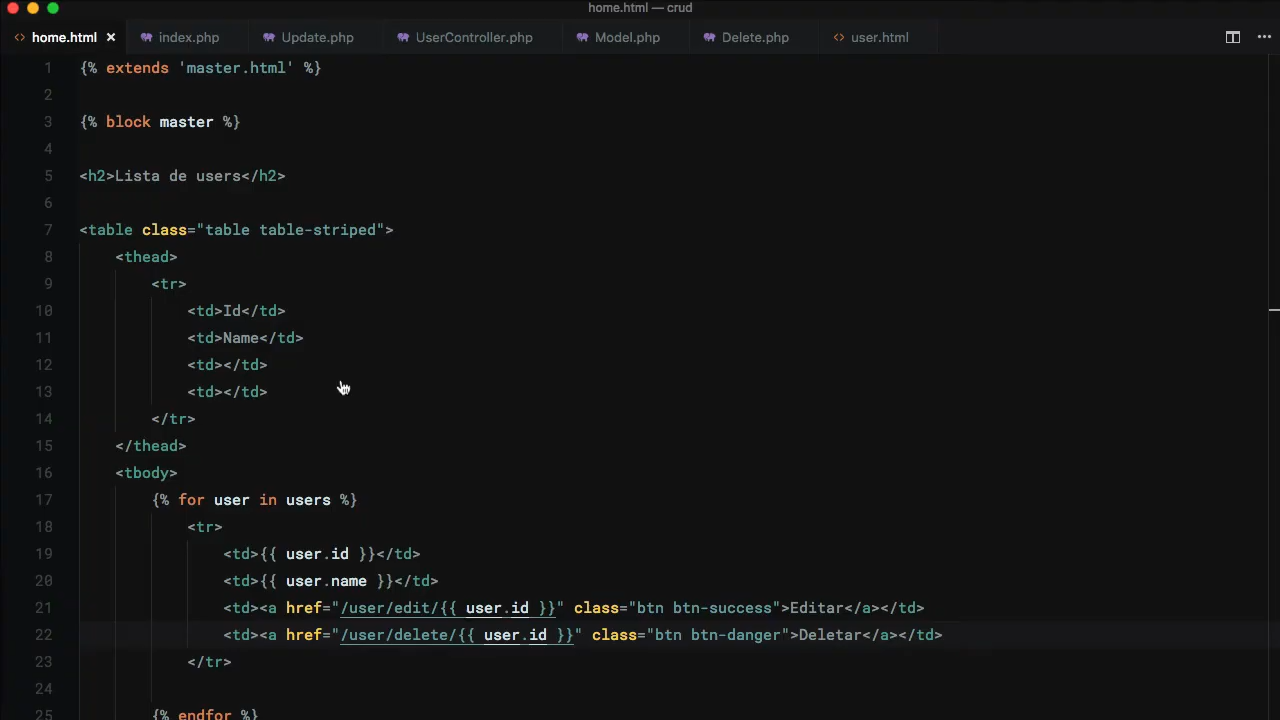 home.html — crud
home.html index.php Update.php UserController.php Model.php Delete.php user.html
1 {% extends 'master.html' %}
2
3 {% block master %}
4
5 <h2>Lista de users</h2>
6
7 <table class="table table-striped">
8 <thead>
9 <tr>
10 <td>Id</td>
11 <td>Name</td>
12 <td></td>
13 <td></td>
14 </tr>
15 </thead>
16 <tbody>
17 {% for user in users %}
18 <tr>
19 <td>{{ user.id }}</td>
20 <td>{{ user.name }}</td>
21 <td><a href="/user/edit/{{ user.id }}" class="btn btn-success">Editar</a></td>
22 <td><a href="/user/delete/{{ user.id }}" class="btn btn-danger">Deletar</a></td>
23 </tr>
24
25 {% endfor %}